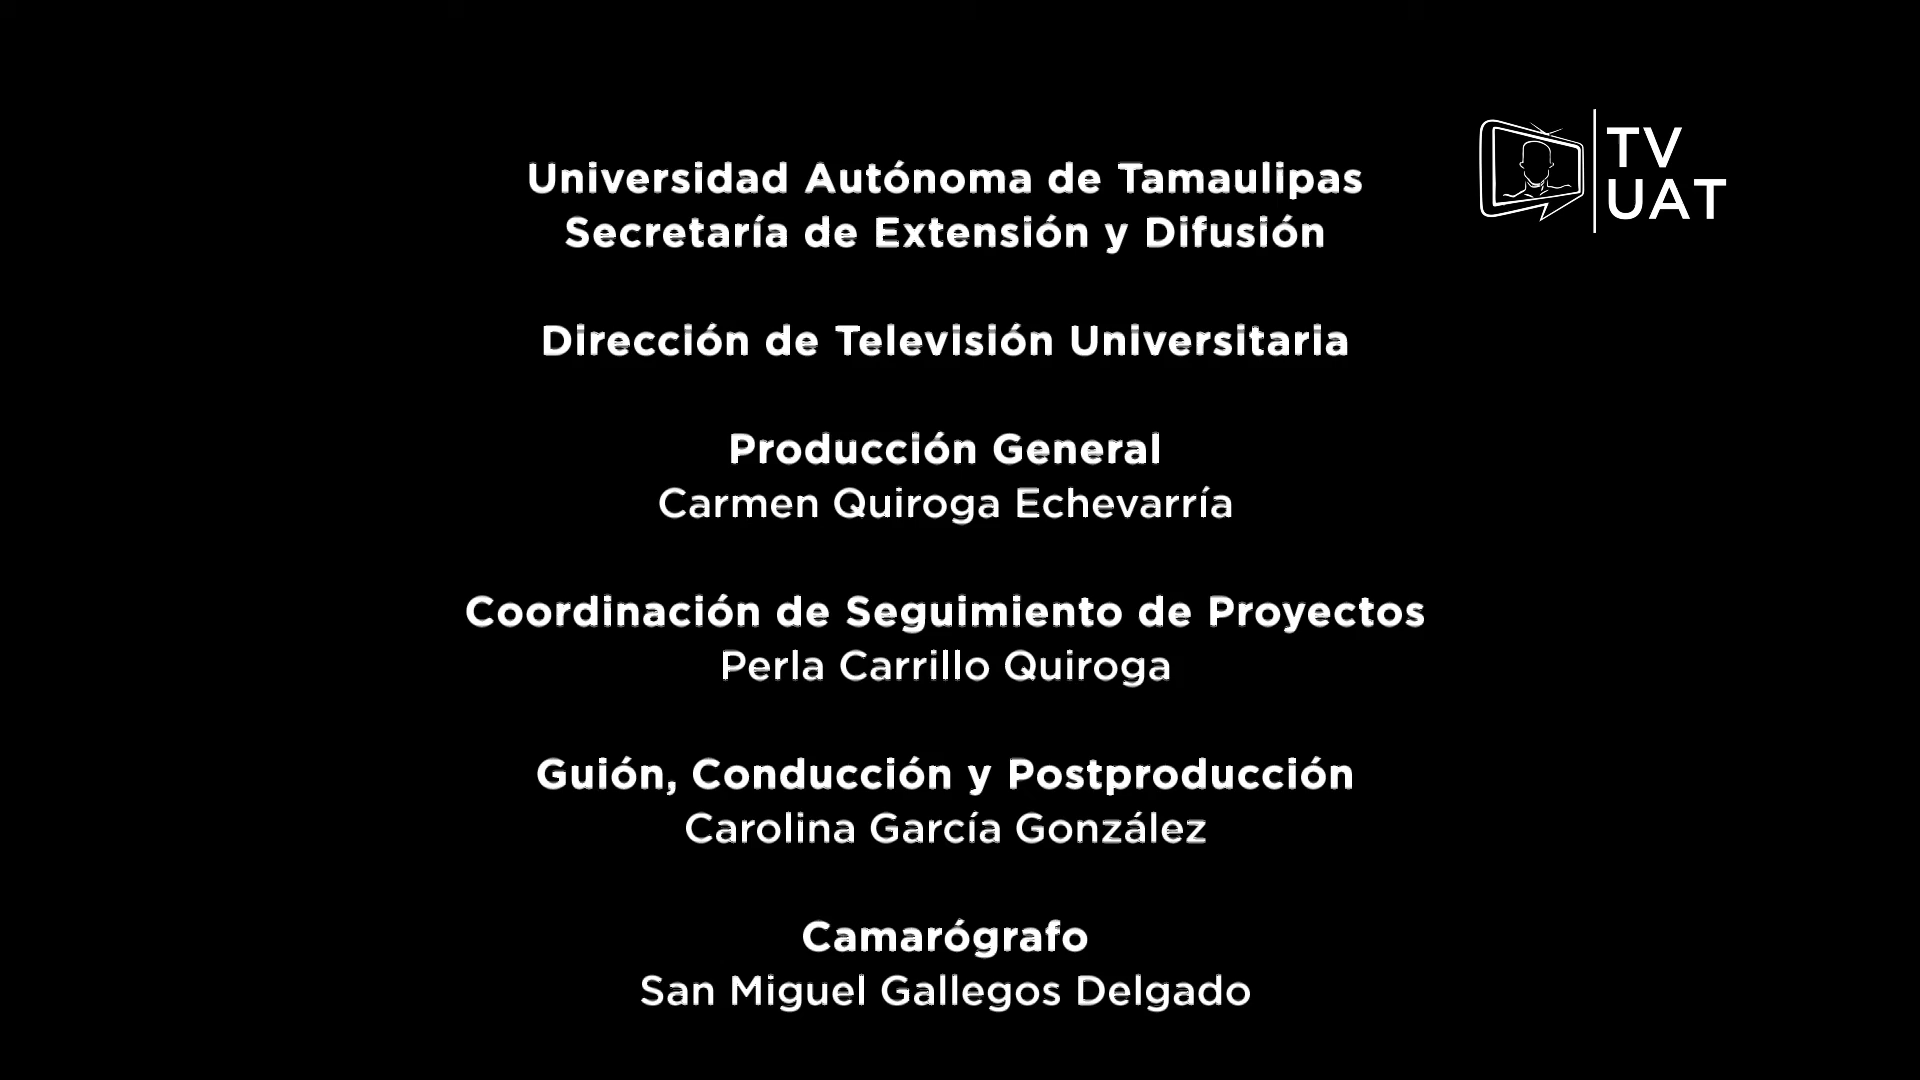 Universidad Autónoma de Tamaulipas
Secretaría de Extensión y Difusión
TV
UAT
Dirección de Televisión Universitaria
Producción General
Carmen Quiroga Echevarría
Coordinación de Seguimiento de Proyectos
Perla Carrillo Quiroga
Guión, Conducción y Postproducción
Carolina García González
Camarógrafo
San Miguel Gallegos Delgado